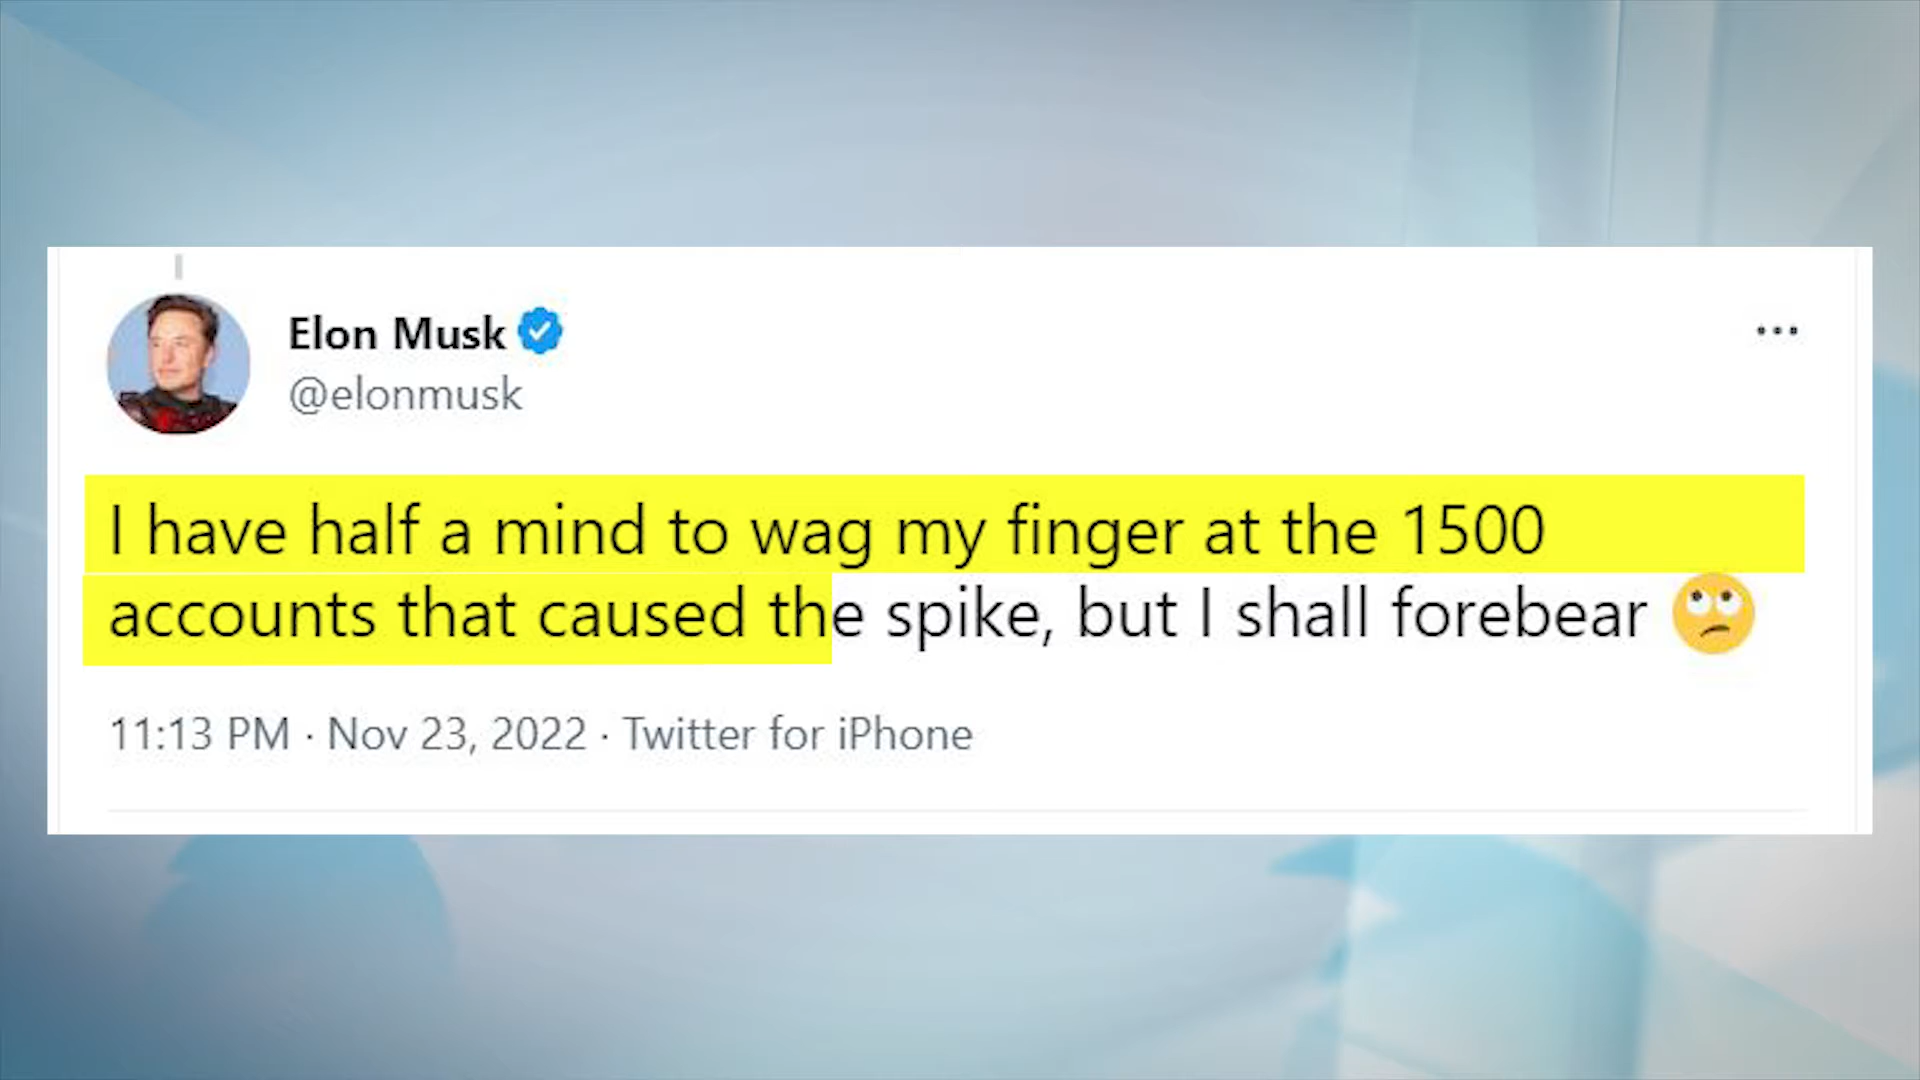 Elon Musk
@elonmusk
I have half a mind to wag my finger at the 1500
accounts that caused the spike, but I shall forebear 🙄
11:13 PM · Nov 23, 2022 · Twitter for iPhone